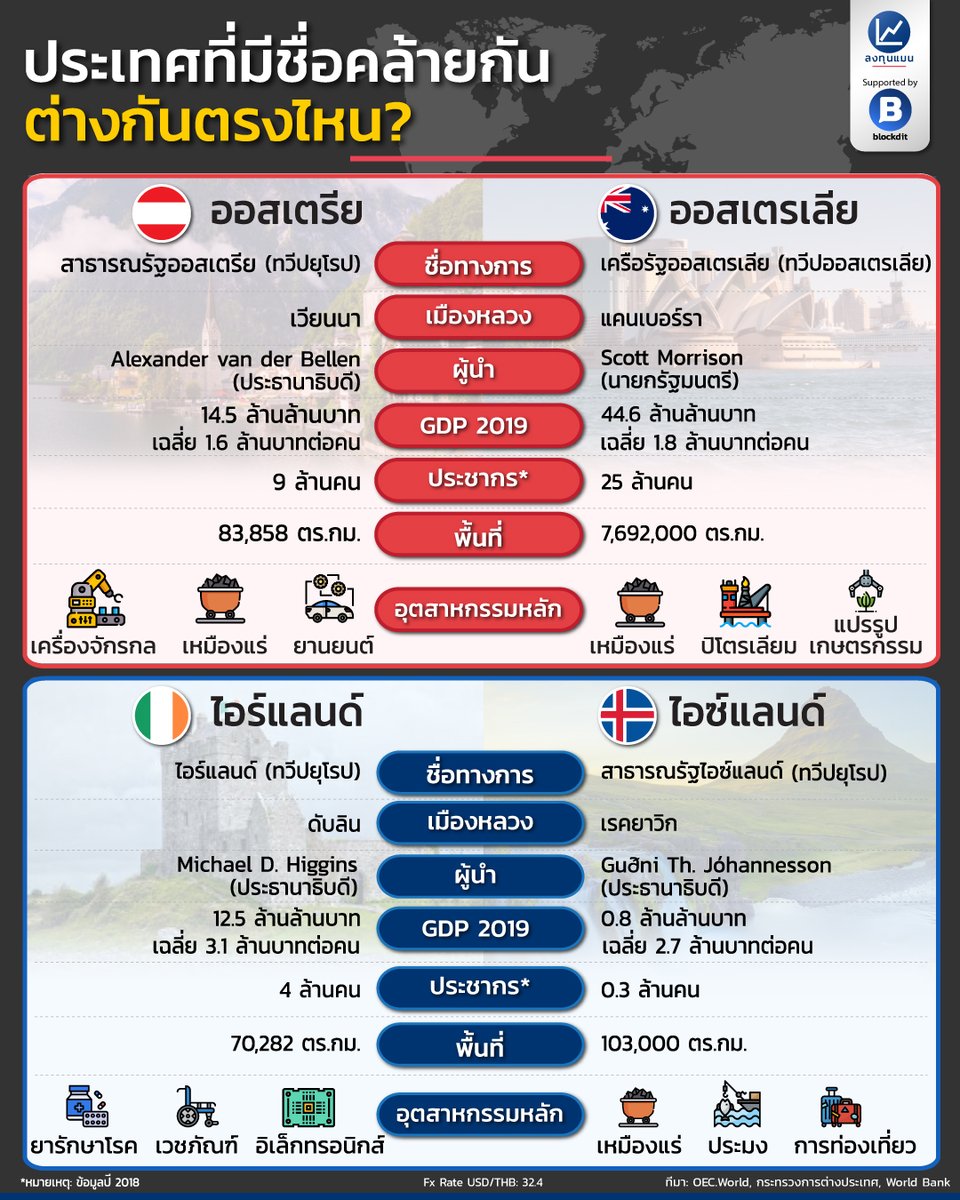 ประเทศที่มีชื่อคล้ายกัน
ต่างกันตรงไหน?
ลงทุนแมน
Supported by
B
blockdit
ออสเตรีย
ออสเตรเลีย
สาธารณรัฐออสเตรีย (ทวีปยุโรป)
ชื่อทางการ
เครือรัฐออสเตรเลีย (ทวีปออสเตรเลีย)
เวียนนา
เมืองหลวง
แคนเบอร์รา
Alexander van der Bellen
(ประธานาธิบดี)
ผู้นำ
Scott Morrison
(นายกรัฐมนตรี)
14.5 ล้านล้านบาท
เฉลี่ย 1.6 ล้านบาทต่อคน
GDP 2019
44.6 ล้านล้านบาท
เฉลี่ย 1.8 ล้านบาทต่อคน
9 ล้านคน
ประชากร*
25 ล้านคน
83,858 ตร.กม.
พื้นที่
7,692,000 ตร.กม.
เครื่องจักรกล
เหมืองแร่
ยานยนต์
อุตสาหกรรมหลัก
เหมืองแร่
ปิโตรเลียม
แปรรูป
เกษตรกรรม
ไอร์แลนด์
ไอซ์แลนด์
ไอร์แลนด์ (ทวีปยุโรป)
ชื่อทางการ
สาธารณรัฐไอซ์แลนด์ (ทวีปยุโรป)
ดับลิน
เมืองหลวง
เรคยาวิก
Michael D. Higgins
(ประธานาธิบดี)
ผู้นำ
Guðni Th. Jóhannesson
(ประธานาธิบดี)
12.5 ล้านล้านบาท
เฉลี่ย 3.1 ล้านบาทต่อคน
GDP 2019
0.8 ล้านล้านบาท
เฉลี่ย 2.7 ล้านบาทต่อคน
4 ล้านคน
ประชากร*
0.3 ล้านคน
70,282 ตร.กม.
พื้นที่
103,000 ตร.กม.
ยารักษาโรค
เวชภัณฑ์
อิเล็กทรอนิกส์
อุตสาหกรรมหลัก
เหมืองแร่
ประมง
การท่องเที่ยว
*หมายเหตุ: ข้อมูลปี 2018
Fx Rate USD/THB: 32.4
ที่มา: OEC.World, กระทรวงการต่างประเทศ, World Bank